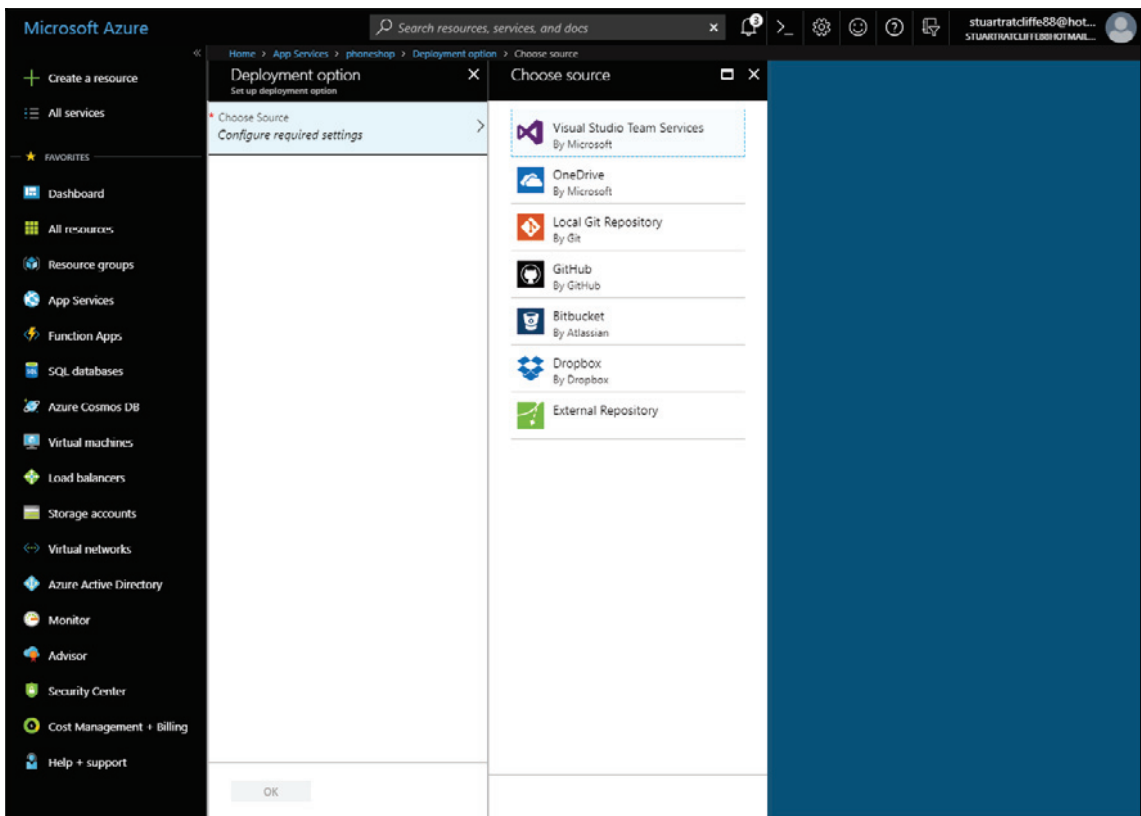 Microsoft Azure
Search resources, services, and docs
3
stuartratcliffe88@hot...
STUARTRATCLIFFE88HOTMAIL...
Home > App Services > phoneshop > Deployment option > Choose source
Create a resource
All services
FAVORITES
Dashboard
All resources
Resource groups
App Services
Function Apps
SQL databases
Azure Cosmos DB
Virtual machines
Load balancers
Storage accounts
Virtual networks
Azure Active Directory
Monitor
Advisor
Security Center
Cost Management + Billing
Help + support
Deployment option
Set up deployment option
* Choose Source
Configure required settings
OK
Choose source
Visual Studio Team Services
By Microsoft
OneDrive
By Microsoft
Local Git Repository
By Git
GitHub
By GitHub
Bitbucket
By Atlassian
Dropbox
By Dropbox
External Repository